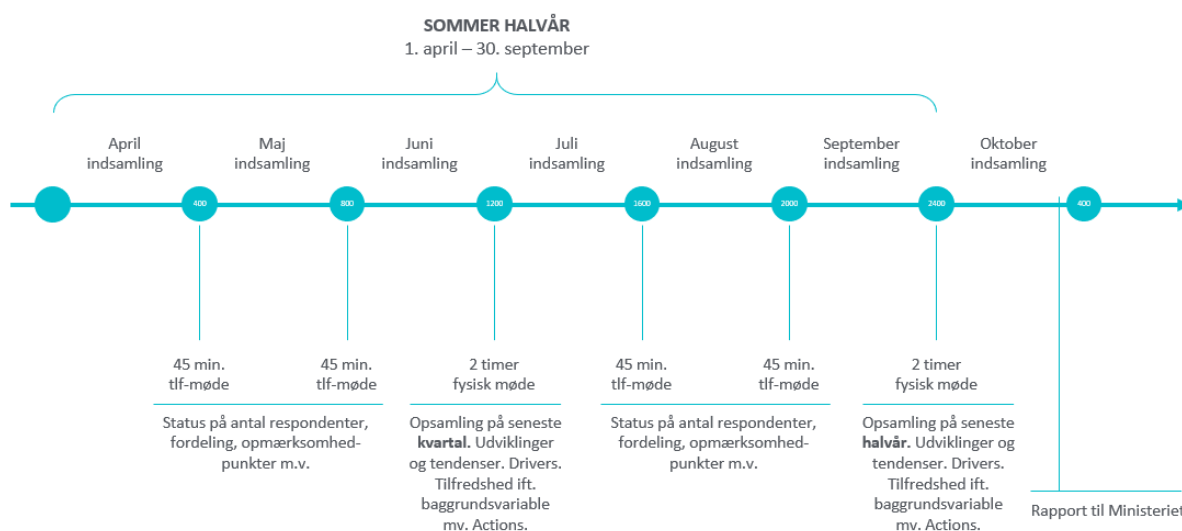 SOMMER HALVÅR
1. april – 30. september
April
indsamling
Maj
indsamling
Juni
indsamling
Juli
indsamling
August
indsamling
September
indsamling
Oktober
indsamling
400
800
1200
1600
2000
2400
400
45 min.
tlf-møde
45 min.
tlf-møde
2 timer
fysisk møde
45 min.
tlf-møde
45 min.
tlf-møde
2 timer
fysisk møde
Status på antal respondenter,
fordeling, opmærksomhed-
punkter m.v.
Opsamling på seneste
kvartal. Udviklinger
og tendenser. Drivers.
Tilfredshed ift.
baggrundsvariable
mv. Actions.
Status på antal respondenter,
fordeling, opmærksomhed-
punkter m.v.
Opsamling på seneste
halvår. Udviklinger og
tendenser. Drivers.
Tilfredshed ift.
baggrundsvariable
mv. Actions.
Rapport til Ministeriet